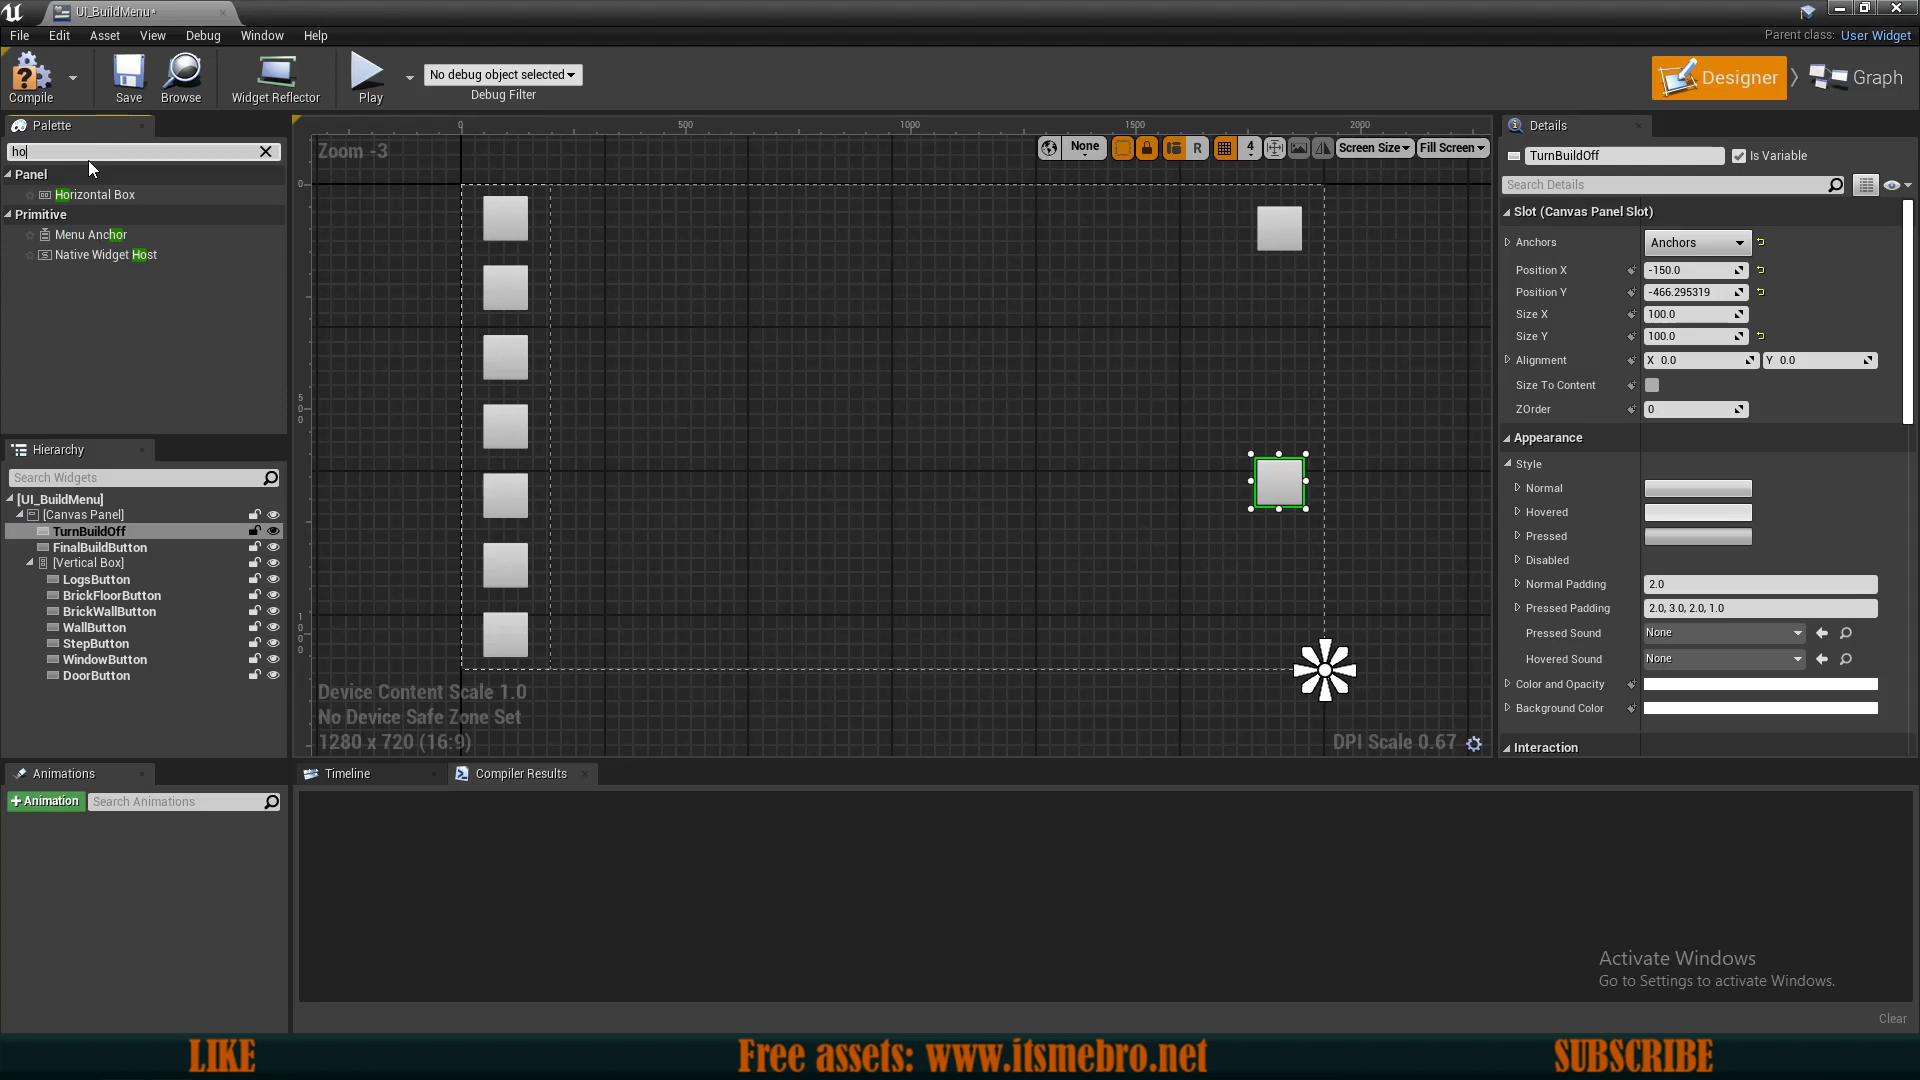 UI_BuildMenu*
File Edit Asset View Debug Window Help
Parent class: User Widget
Compile
Save
Browse
Widget Reflector
Play
No debug object selected
Debug Filter
Designer
Graph
Palette
ho
Panel
Horizontal Box
Primitive
Menu Anchor
Native Widget Host
Hierarchy
Search Widgets
[UI_BuildMenu]
[Canvas Panel]
TurnBuildOff
FinalBuildButton
[Vertical Box]
LogsButton
BrickFloorButton
BrickWallButton
WallButton
StepButton
WindowButton
DoorButton
Animations
+ Animation
Search Animations
0 500 1000 1500 2000
Zoom -3
None
R
4
Screen Size
Fill Screen
0
500
1000
Device Content Scale 1.0
No Device Safe Zone Set
1280 x 720 (16:9)
DPI Scale 0.67
Timeline
Compiler Results
Details
TurnBuildOff
Is Variable
Search Details
Slot (Canvas Panel Slot)
Anchors Anchors
Position X -150.0
Position Y -466.295319
Size X 100.0
Size Y 100.0
Alignment X 0.0 Y 0.0
Size To Content
ZOrder 0
Appearance
Style
Normal
Hovered
Pressed
Disabled
Normal Padding 2.0
Pressed Padding 2.0, 3.0, 2.0, 1.0
Pressed Sound None
Hovered Sound None
Color and Opacity
Background Color
Interaction
Activate Windows
Go to Settings to activate Windows.
Clear
LIKE
Free assets: www.itsmebro.net
SUBSCRIBE